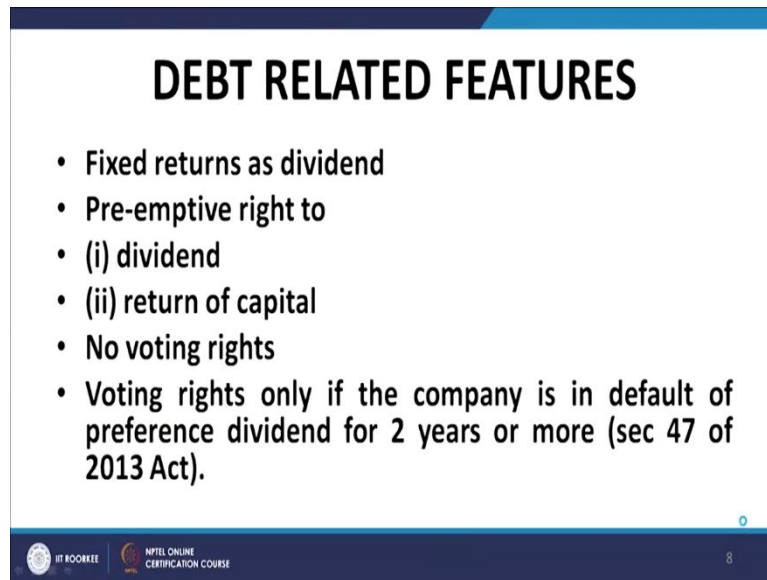 DEBT RELATED FEATURES
• Fixed returns as dividend
• Pre-emptive right to
• (i) dividend
• (ii) return of capital
• No voting rights
• Voting rights only if the company is in default of
preference dividend for 2 years or more (sec 47 of
2013 Act).
IIT ROORKEE
NPTEL ONLINE
CERTIFICATION COURSE
8